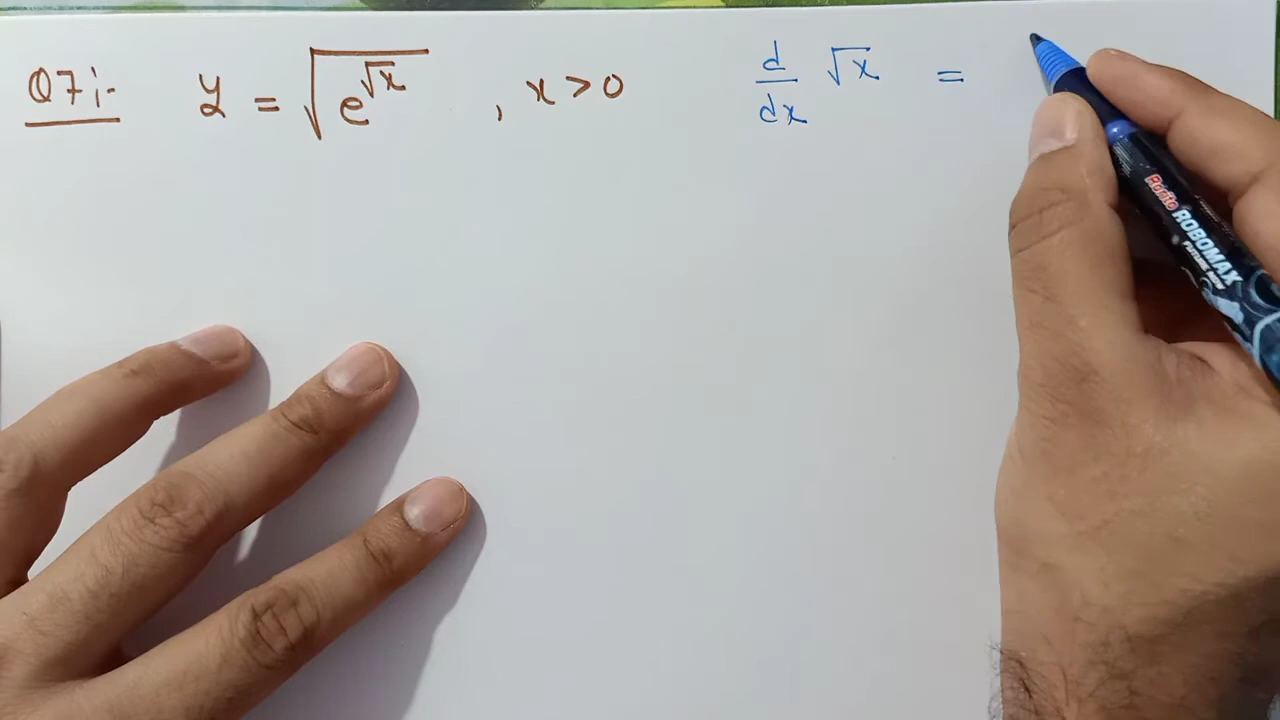 Q7:- y = √(e^√x) , x > 0
d/dx √x =
Rorito ROBOMAX